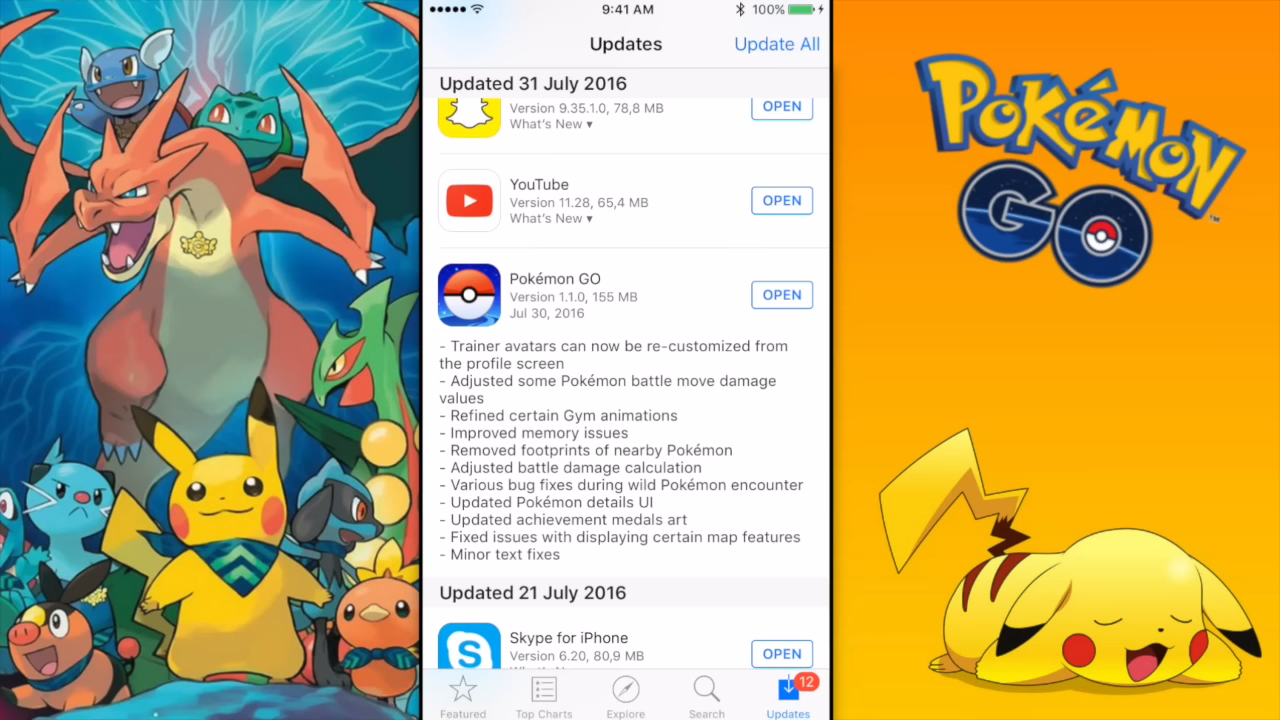 9:41 AM
100%
Updates
Update All
Updated 31 July 2016
Version 9.35.1.0, 78,8 MB
What's New ▾
OPEN
YouTube
Version 11.28, 65,4 MB
What's New ▾
OPEN
Pokémon GO
Version 1.1.0, 155 MB
Jul 30, 2016
OPEN
- Trainer avatars can now be re-customized from
the profile screen
- Adjusted some Pokémon battle move damage
values
- Refined certain Gym animations
- Improved memory issues
- Removed footprints of nearby Pokémon
- Adjusted battle damage calculation
- Various bug fixes during wild Pokémon encounter
- Updated Pokémon details UI
- Updated achievement medals art
- Fixed issues with displaying certain map features
- Minor text fixes
Updated 21 July 2016
Skype for iPhone
Version 6.20, 80,9 MB
What's New
OPEN
Featured
Top Charts
Explore
Search
12
Updates
POKéMON
GO
™